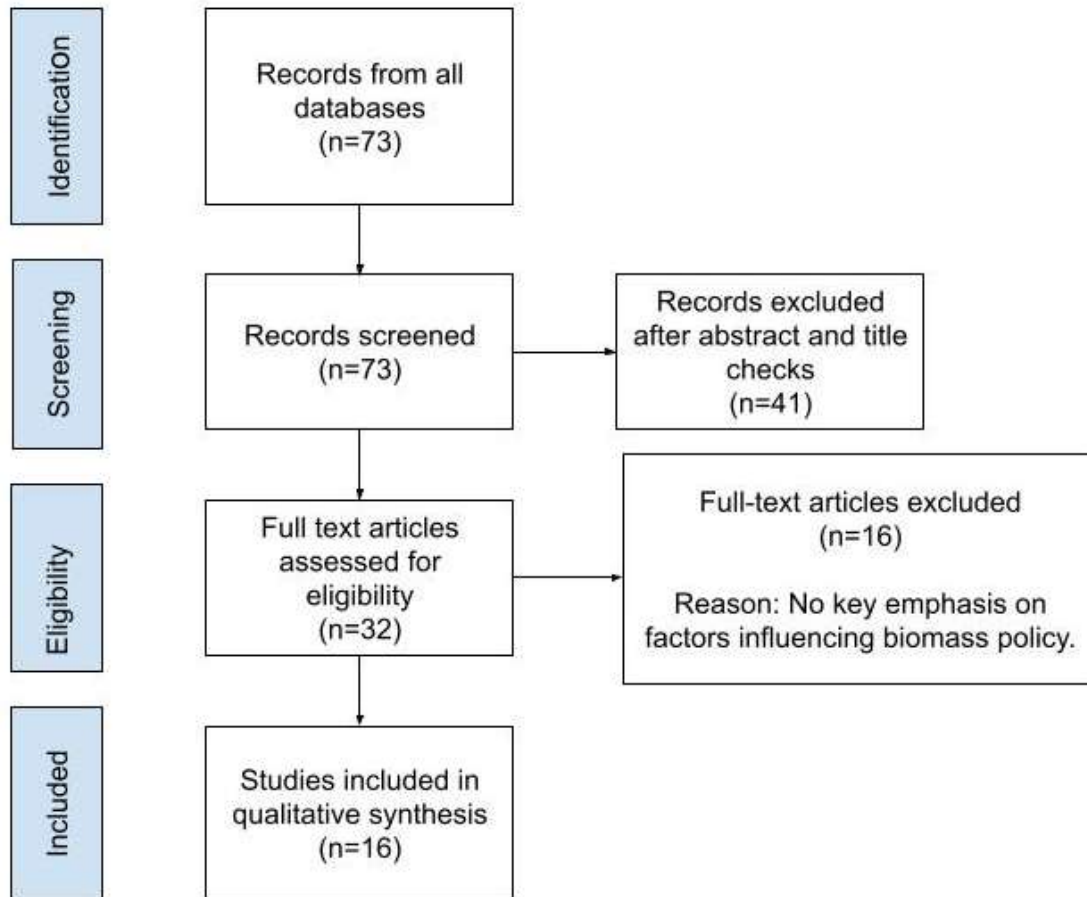 Identification
Records from all
databases
(n=73)
Screening
Records screened
(n=73)
Records excluded
after abstract and title
checks
(n=41)
Eligibility
Full text articles
assessed for
eligibility
(n=32)
Full-text articles excluded
(n=16)
Reason: No key emphasis on
factors influencing biomass policy.
Included
Studies included in
qualitative synthesis
(n=16)